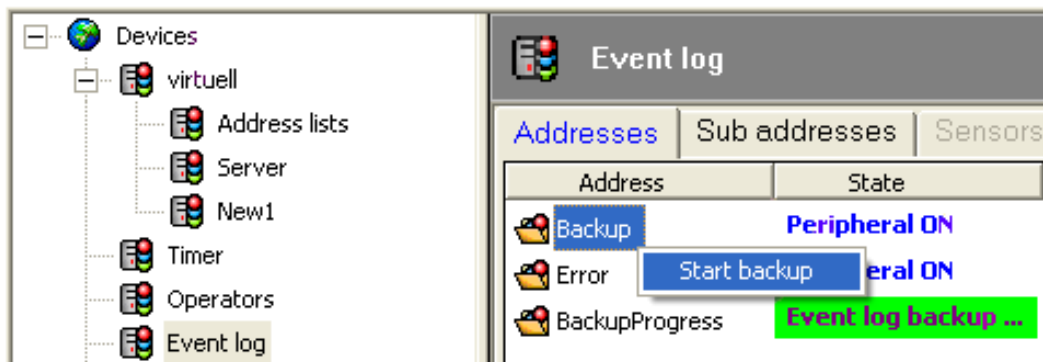 Devices
virtuell
Address lists
Server
New1
Timer
Operators
Event log
Event log
Addresses Sub addresses Sensors
Address State
Backup Peripheral ON
Error Start backup eral ON
BackupProgress Event log backup ...